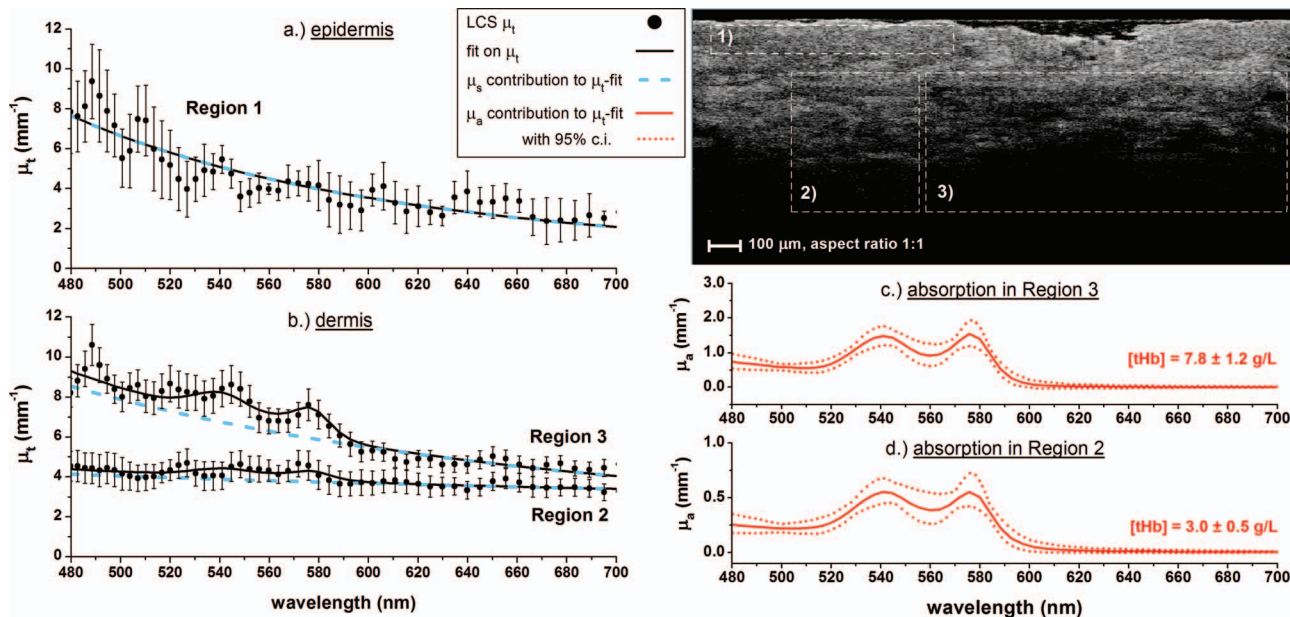 a.) epidermis
12
10
8
6
4
2
0
μt (mm-1)
Region 1
480 500 520 540 560 580 600 620 640 660 680 700
LCS μt
fit on μt
μs contribution to μt-fit
μa contribution to μt-fit
with 95% c.i.
1)
2)
3)
100 μm, aspect ratio 1:1
b.) dermis
12
10
8
6
4
2
0
μt (mm-1)
Region 3
Region 2
480 500 520 540 560 580 600 620 640 660 680 700
wavelength (nm)
c.) absorption in Region 3
3.0
2.0
1.0
0.0
μa (mm-1)
[tHb] = 7.8 ± 1.2 g/L
480 500 520 540 560 580 600 620 640 660 680 700
d.) absorption in Region 2
1.0
0.5
0.0
μa (mm-1)
[tHb] = 3.0 ± 0.5 g/L
480 500 520 540 560 580 600 620 640 660 680 700
wavelength (nm)